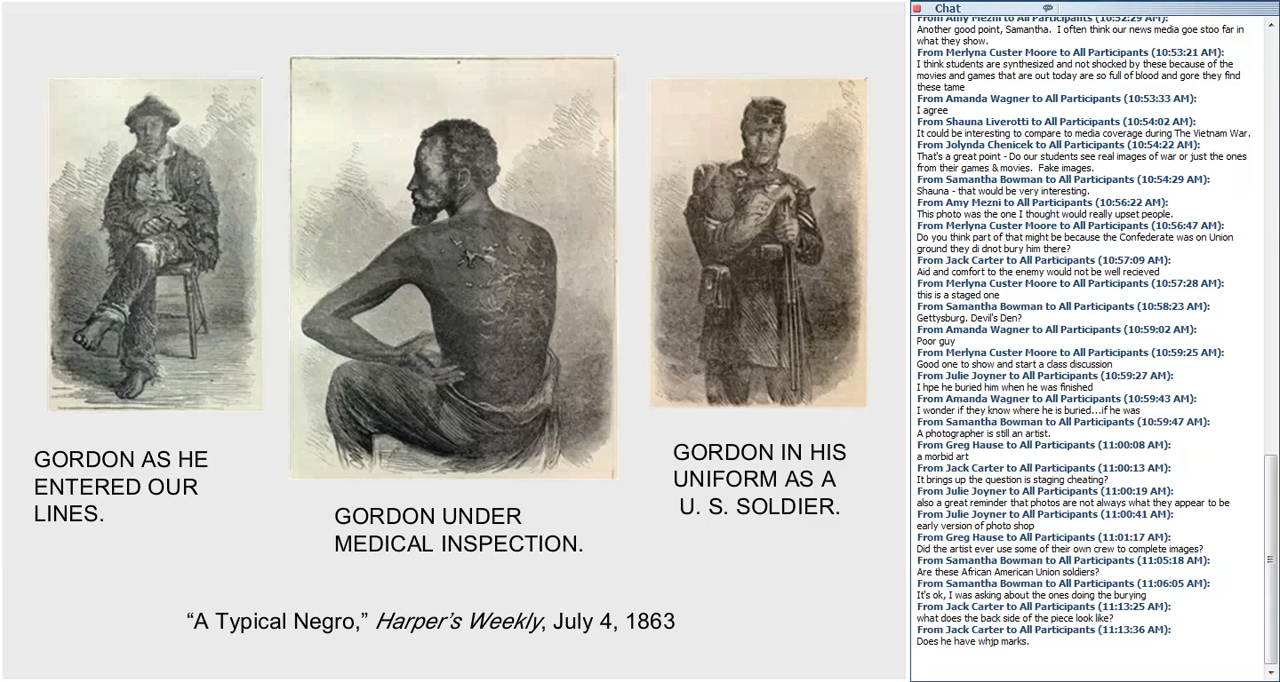 GORDON AS HE
ENTERED OUR
LINES.
GORDON UNDER
MEDICAL INSPECTION.
GORDON IN HIS
UNIFORM AS A
U. S. SOLDIER.
“A Typical Negro,” Harper’s Weekly, July 4, 1863
Chat
From Amy Mezni to All Participants (10:52:29 AM):
Another good point, Samantha. I often think our news media goe stoo far in
what they show.
From Merlyna Custer Moore to All Participants (10:53:21 AM):
I think students are synthesized and not shocked by these because of the
movies and games that are out today are so full of blood and gore they find
these tame
From Amanda Wagner to All Participants (10:53:33 AM):
I agree
From Shauna Liverotti to All Participants (10:54:02 AM):
It could be interesting to compare to media coverage during The Vietnam War.
From Jolynda Chenicek to All Participants (10:54:22 AM):
That's a great point - Do our students see real images of war or just the ones
from their games & movies. Fake images.
From Samantha Bowman to All Participants (10:54:29 AM):
Shauna - that would be very interesting.
From Amy Mezni to All Participants (10:56:22 AM):
This photo was the one I thought would really upset people.
From Merlyna Custer Moore to All Participants (10:56:47 AM):
Do you think part of that might be because the Confederate was on Union
ground they di dnot bury him there?
From Jack Carter to All Participants (10:57:09 AM):
Aid and comfort to the enemy would not be well recieved
From Merlyna Custer Moore to All Participants (10:57:28 AM):
this is a staged one
From Samantha Bowman to All Participants (10:58:23 AM):
Gettysburg. Devil's Den?
From Amanda Wagner to All Participants (10:59:02 AM):
Poor guy
From Merlyna Custer Moore to All Participants (10:59:25 AM):
Good one to show and start a class discussion
From Julie Joyner to All Participants (10:59:27 AM):
I hpe he buried him when he was finished
From Amanda Wagner to All Participants (10:59:43 AM):
I wonder if they know where he is buried...if he was
From Samantha Bowman to All Participants (10:59:47 AM):
A photographer is still an artist.
From Greg Hause to All Participants (11:00:08 AM):
a morbid art
From Jack Carter to All Participants (11:00:13 AM):
It brings up the question is staging cheating?
From Julie Joyner to All Participants (11:00:19 AM):
also a great reminder that photos are not always what they appear to be
From Julie Joyner to All Participants (11:00:41 AM):
early version of photo shop
From Greg Hause to All Participants (11:01:17 AM):
Did the artist ever use some of their own crew to complete images?
From Samantha Bowman to All Participants (11:05:18 AM):
Are these African American Union soldiers?
From Samantha Bowman to All Participants (11:06:05 AM):
It's ok, I was asking about the ones doing the burying
From Jack Carter to All Participants (11:13:25 AM):
what does the back side of the piece look like?
From Jack Carter to All Participants (11:13:36 AM):
Does he have whjp marks.